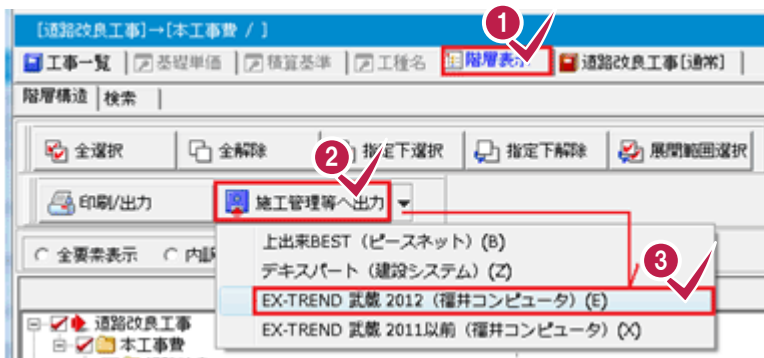 [道路改良工事]→[本工事費 / ]
工事一覧 基礎単価 積算基準 工種名 階層表示 道路改良工事[通常]
階層構造 検索
全選択 全解除 指定下選択 指定下解除 展開範囲選択
印刷/出力 施工管理等へ出力
全要素表示 内訳
上出来BEST（ピースネット）(B)
デキスパート（建設システム）(Z)
EX-TREND 武蔵 2012（福井コンピュータ）(E)
EX-TREND 武蔵 2011以前（福井コンピュータ）(X)
道路改良工事
本工事費
1
2
3